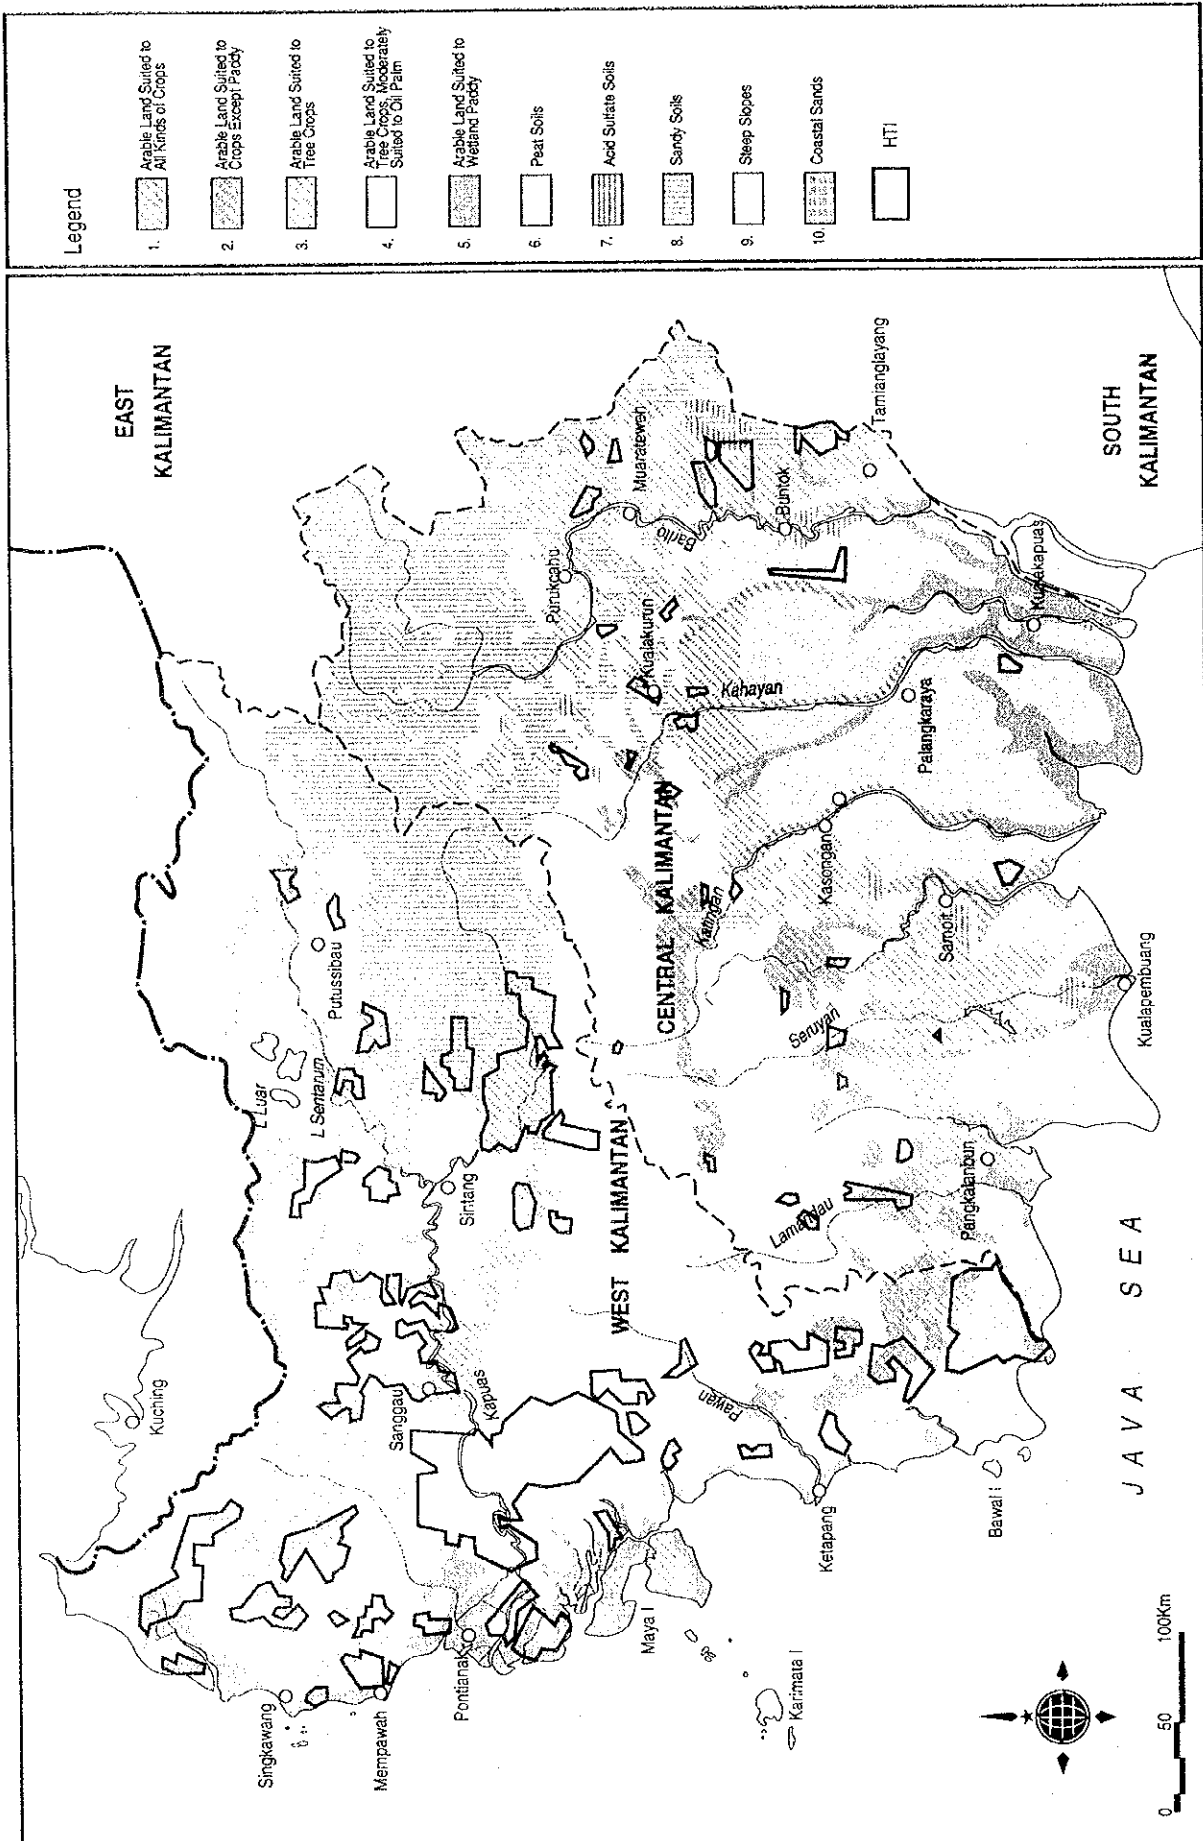 Legend
1. Arable Land Suited to
All Kinds of Crops
2. Arable Land Suited to
Crops Except Paddy
3. Arable Land Suited to
Tree Crops
4. Arable Land Suited to
Tree Crops, Moderately
Suited to Oil Palm
5. Arable Land Suited to
Wetland Paddy
6. Peat Soils
7. Acid Sulfate Soils
8. Sandy Soils
9. Steep Slopes
10. Coastal Sands
HTI
EAST
KALIMANTAN
SOUTH
KALIMANTAN
CENTRAL KALIMANTAN
WEST KALIMANTAN
JAVA SEA
Kuching
Singkawang
Mempawah
Pontianak
Sanggau
Kapuas
Sintang
L Luar
L Sentarum
Putussibau
Maya I
Karimata I
Ketapang
Pawan
Bawal I
Lamandau
Pangkalanbun
Seruyan
Kualapembuang
Sampit
Katingan
Kasongan
Palangkaraya
Kahayan
Kualakurun
Purukcahu
Muaratewah
Barito
Buntok
Tamianglayang
Kualakapuas
0 50 100Km